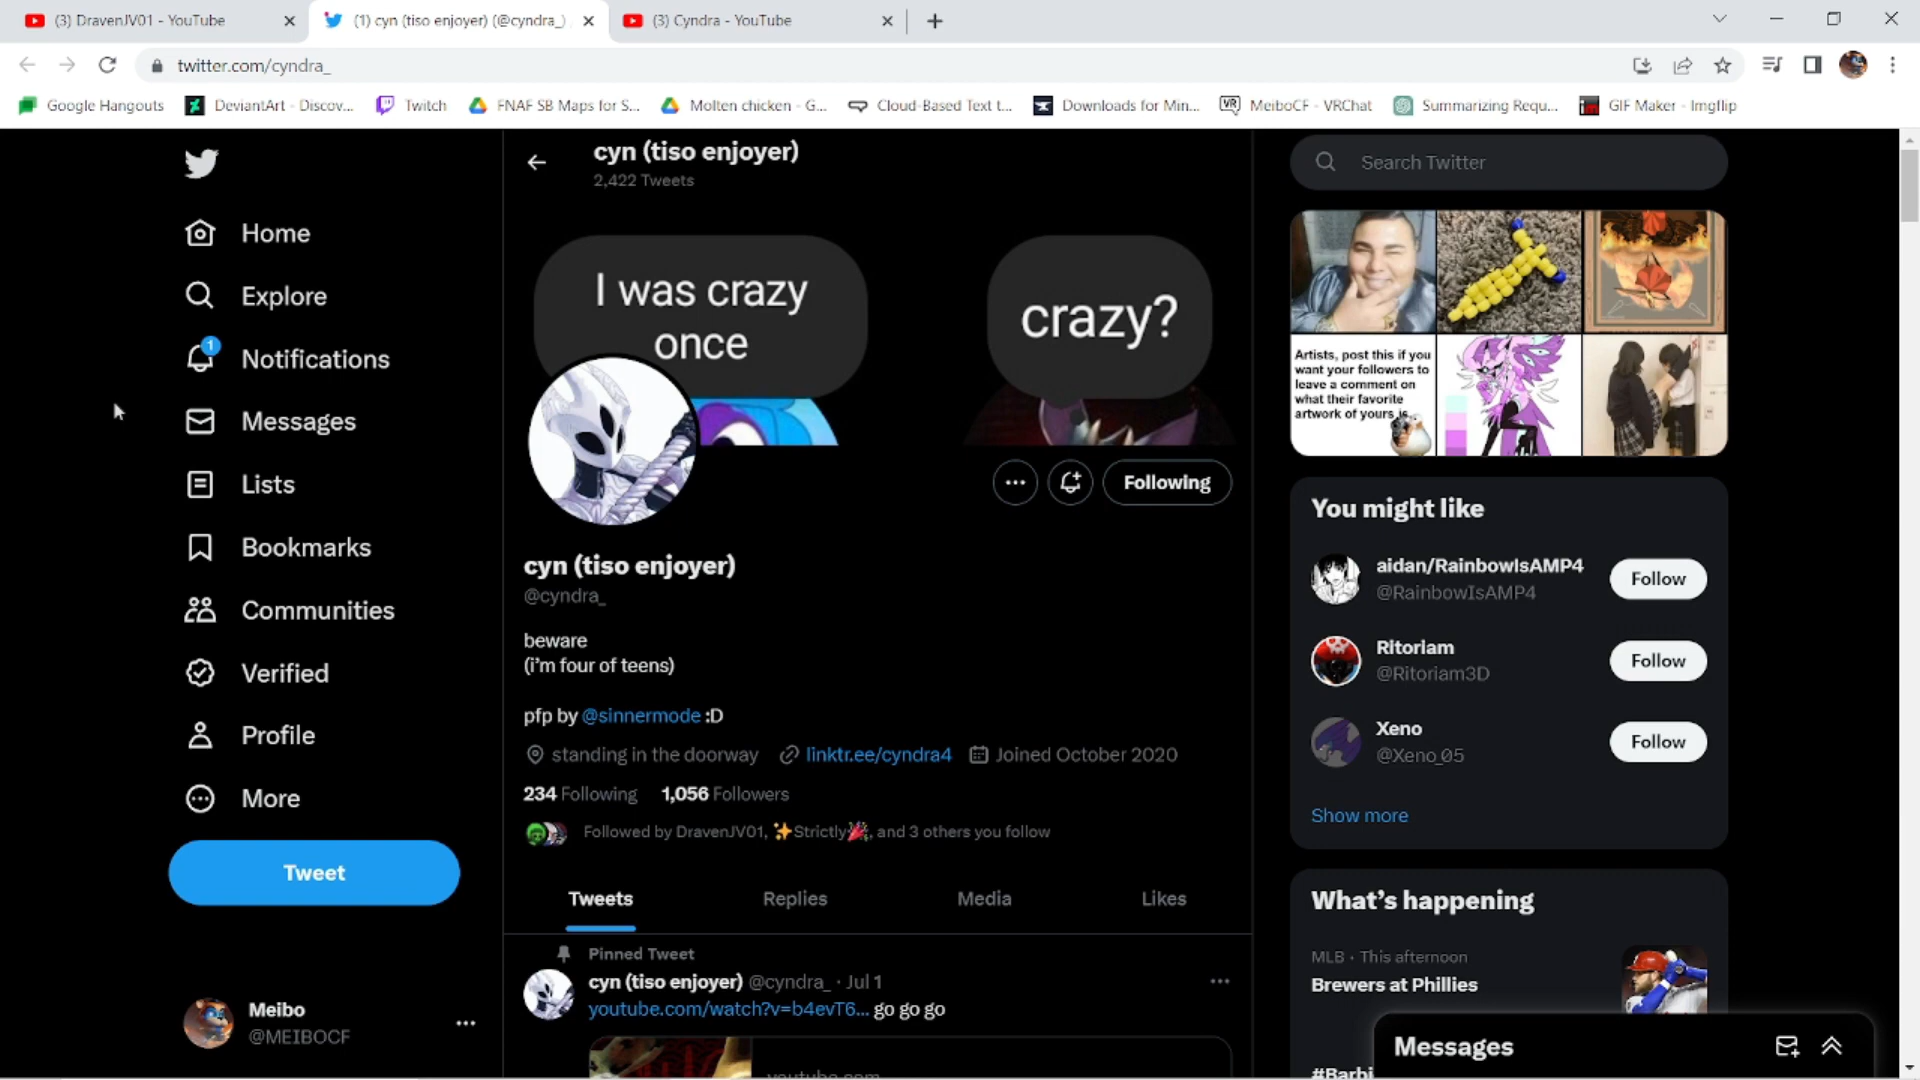 (3) DravenJV01 - YouTube
(1) cyn (tiso enjoyer) (@cyndra_)
(3) Cyndra - YouTube
twitter.com/cyndra_
Google Hangouts
DeviantArt - Discov...
Twitch
FNAF SB Maps for S...
Molten chicken - G...
Cloud-Based Text t...
Downloads for Min...
VR
MeiboCF - VRChat
Summarizing Requ...
GIF Maker - Imgflip
Home
Explore
1
Notifications
Messages
Lists
Bookmarks
Communities
Verified
Profile
More
Tweet
Meibo
@MEIBOCF
cyn (tiso enjoyer)
2,422 Tweets
I was crazy
once
crazy?
Following
cyn (tiso enjoyer)
@cyndra_
beware
(i'm four of teens)
pfp by @sinnermode :D
standing in the doorway linktr.ee/cyndra4 Joined October 2020
234 Following 1,056 Followers
Followed by DravenJV01, ✨Strictly🎉, and 3 others you follow
Tweets Replies Media Likes
Pinned Tweet
cyn (tiso enjoyer) @cyndra_ · Jul 1
youtube.com/watch?v=b4evT6... go go go
youtube.com
Search Twitter
Artists, post this if you
want your followers to
leave a comment on
what their favorite
artwork of yours is
You might like
aidan/RainbowIsAMP4
@RainbowIsAMP4
Follow
Ritoriam
@Ritoriam3D
Follow
Xeno
@Xeno_05
Follow
Show more
What's happening
MLB · This afternoon
Brewers at Phillies
Messages